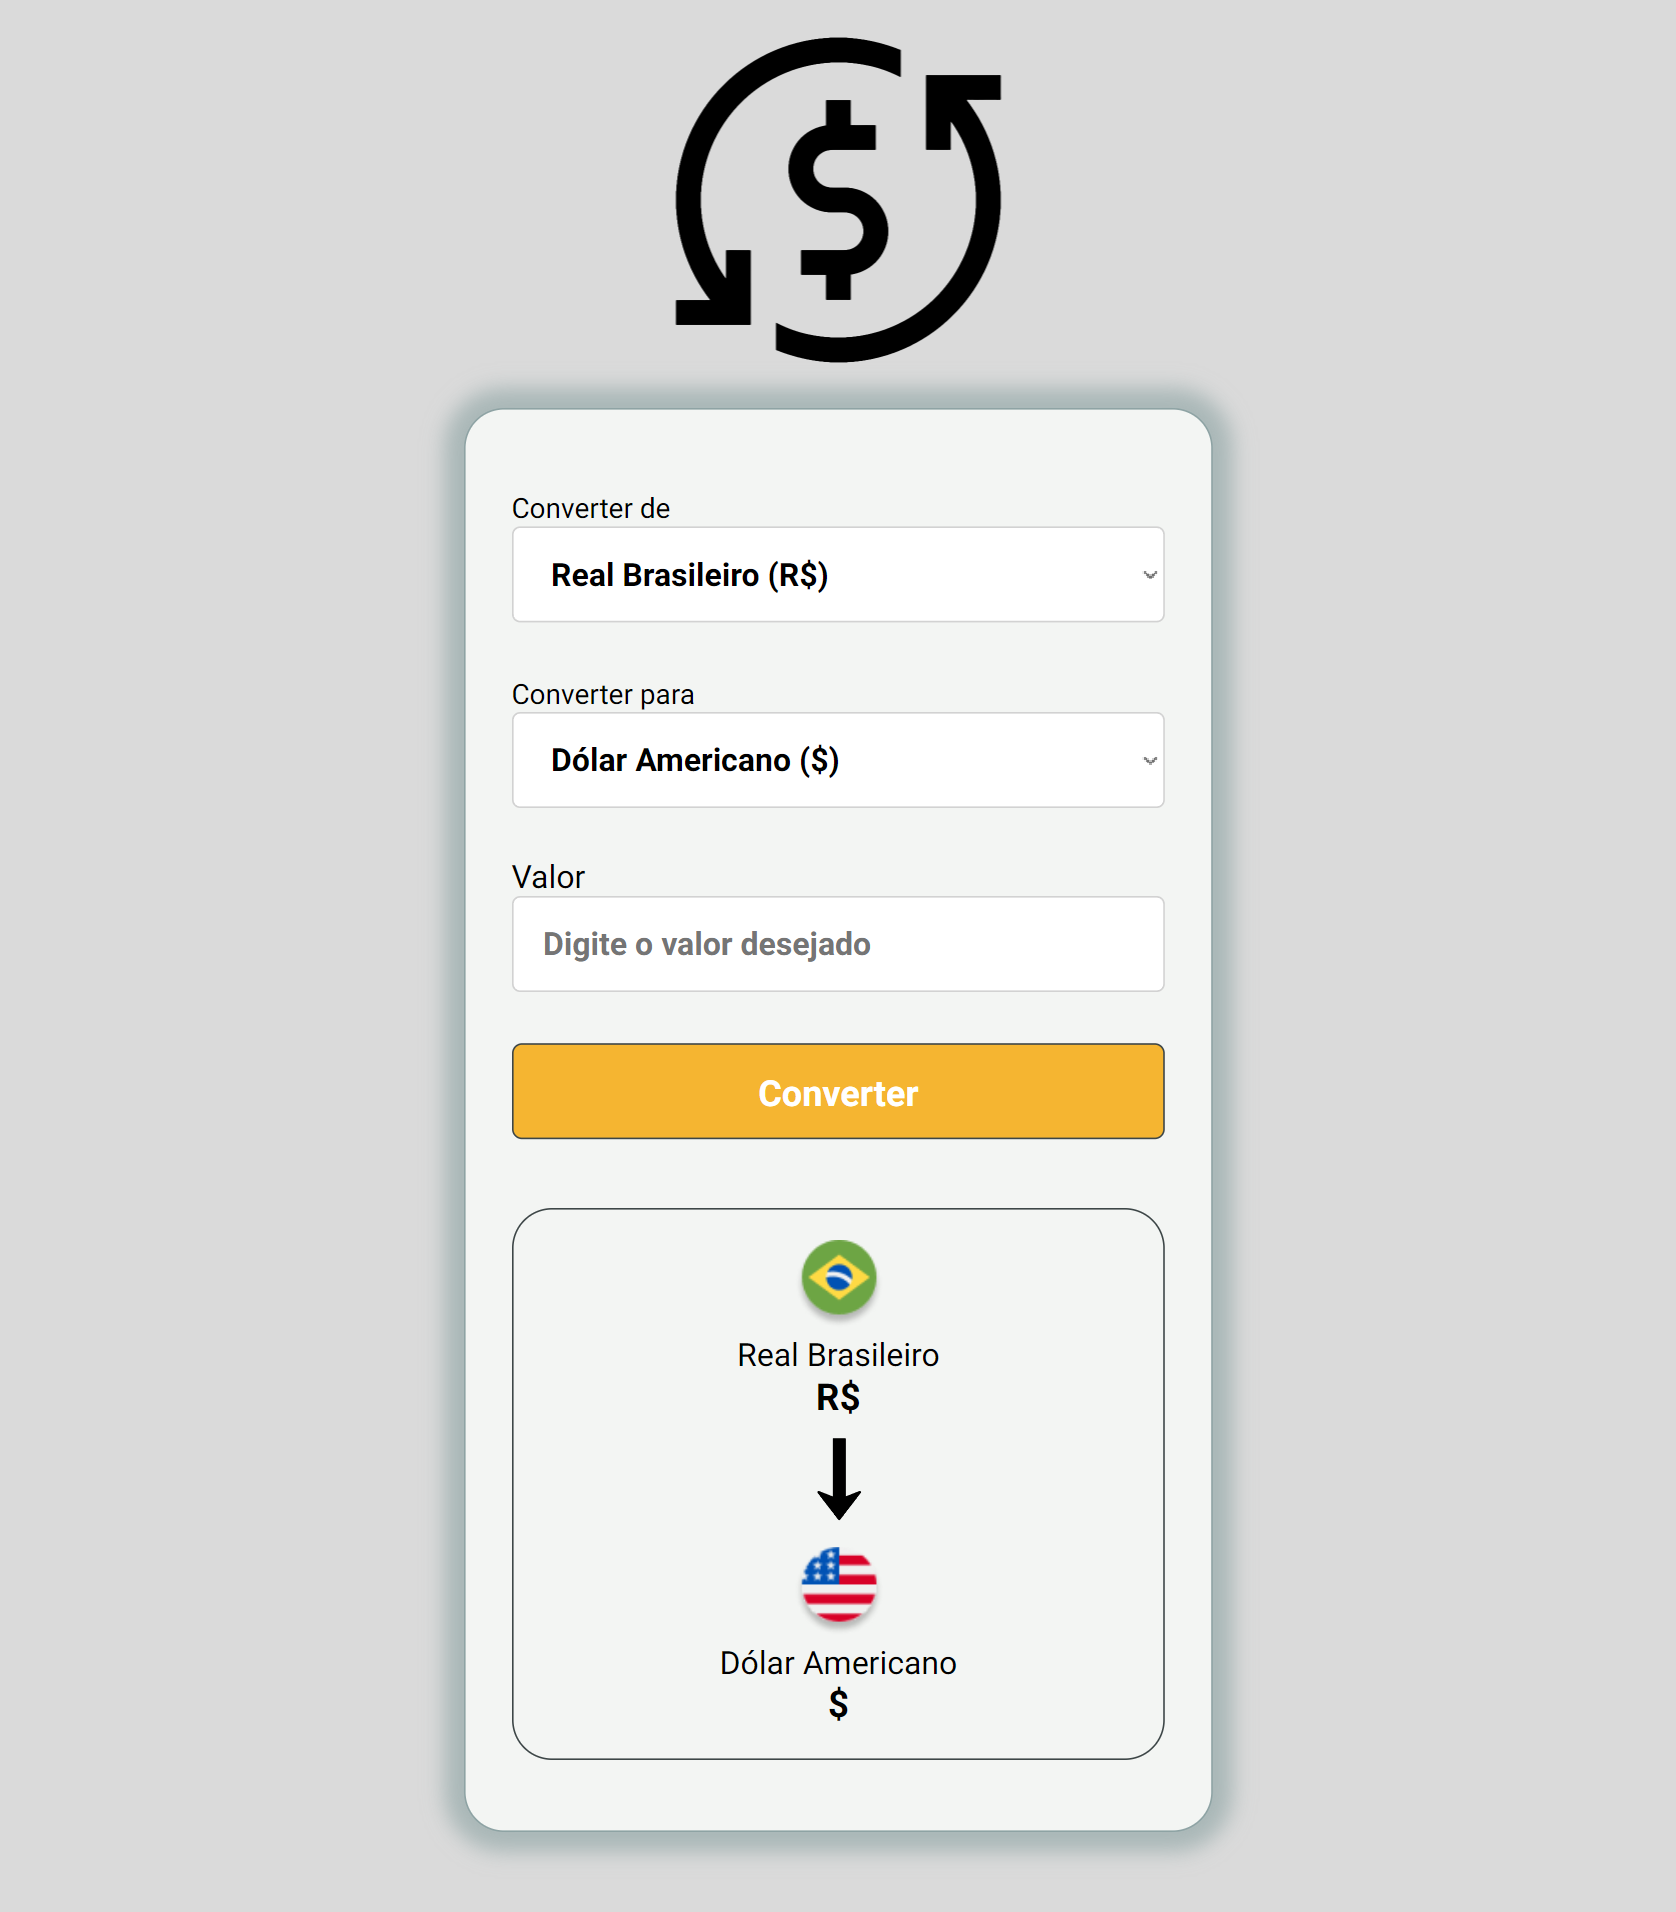 $
Converter de
Real Brasileiro (R$)
Converter para
Dólar Americano ($)
Valor
Digite o valor desejado
Converter
Real Brasileiro
R$
Dólar Americano
$